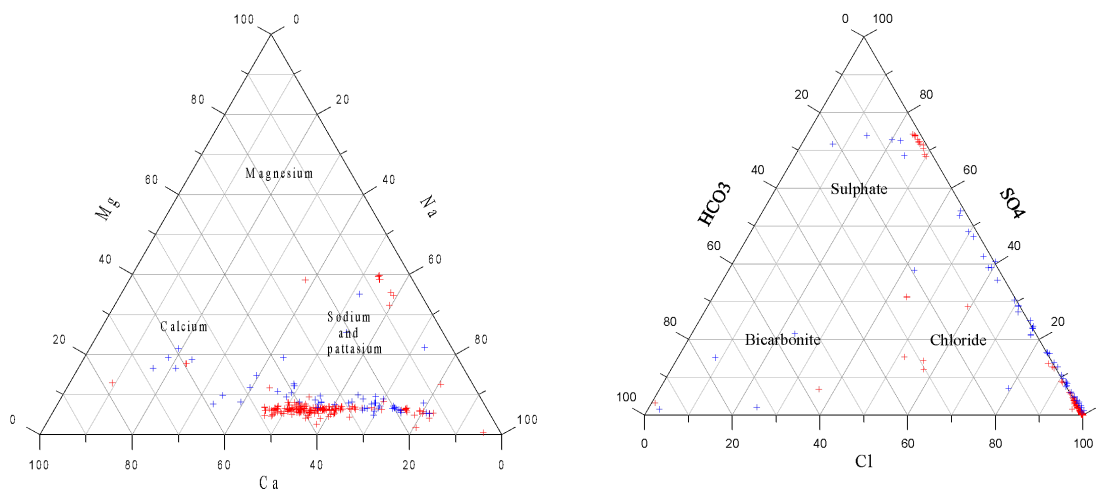 100 0
80 20
Magnesium
60 40
Mg Na
40 60
Calcium
Sodium
and
pattasium
20 80
0 100
100 80 60 40 20 0
Ca
0 100
20 80
40 60
Sulphate
HCO3 SO4
60 40
80 20
Bicarbonite Chloride
100 0
0 20 40 60 80 100
Cl